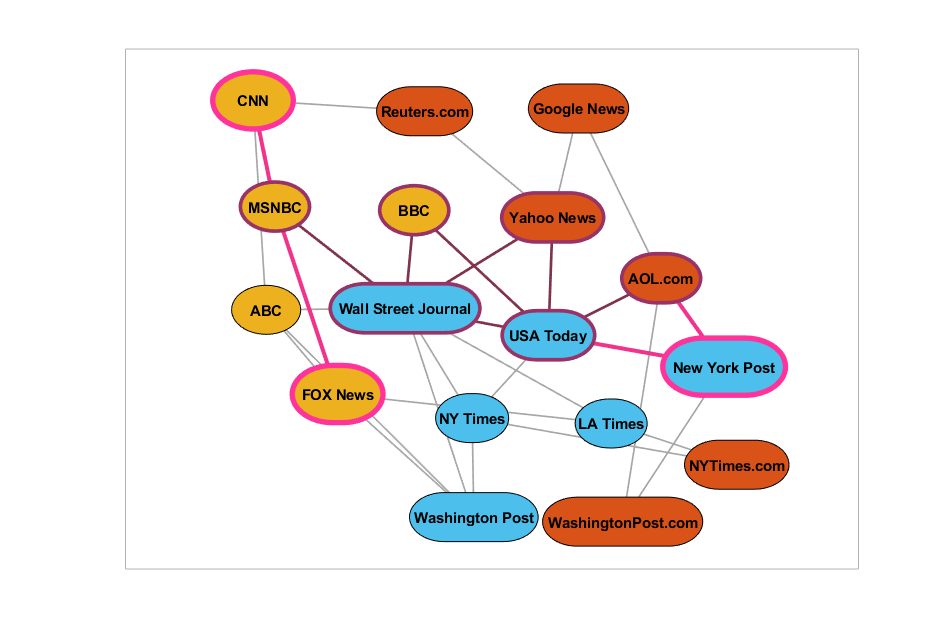 CNN
Reuters.com
Google News
MSNBC
BBC
Yahoo News
AOL.com
ABC
Wall Street Journal
USA Today
New York Post
FOX News
NY Times
LA Times
NYTimes.com
Washington Post
WashingtonPost.com